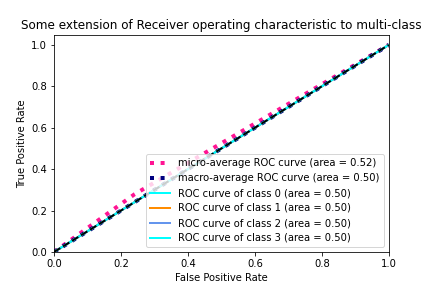 Some extension of Receiver operating characteristic to multi-class
1.0
0.8
0.6
0.4
0.2
0.0
True Positive Rate
micro-average ROC curve (area = 0.52)
macro-average ROC curve (area = 0.50)
ROC curve of class 0 (area = 0.50)
ROC curve of class 1 (area = 0.50)
ROC curve of class 2 (area = 0.50)
ROC curve of class 3 (area = 0.50)
0.0 0.2 0.4 0.6 0.8 1.0
False Positive Rate